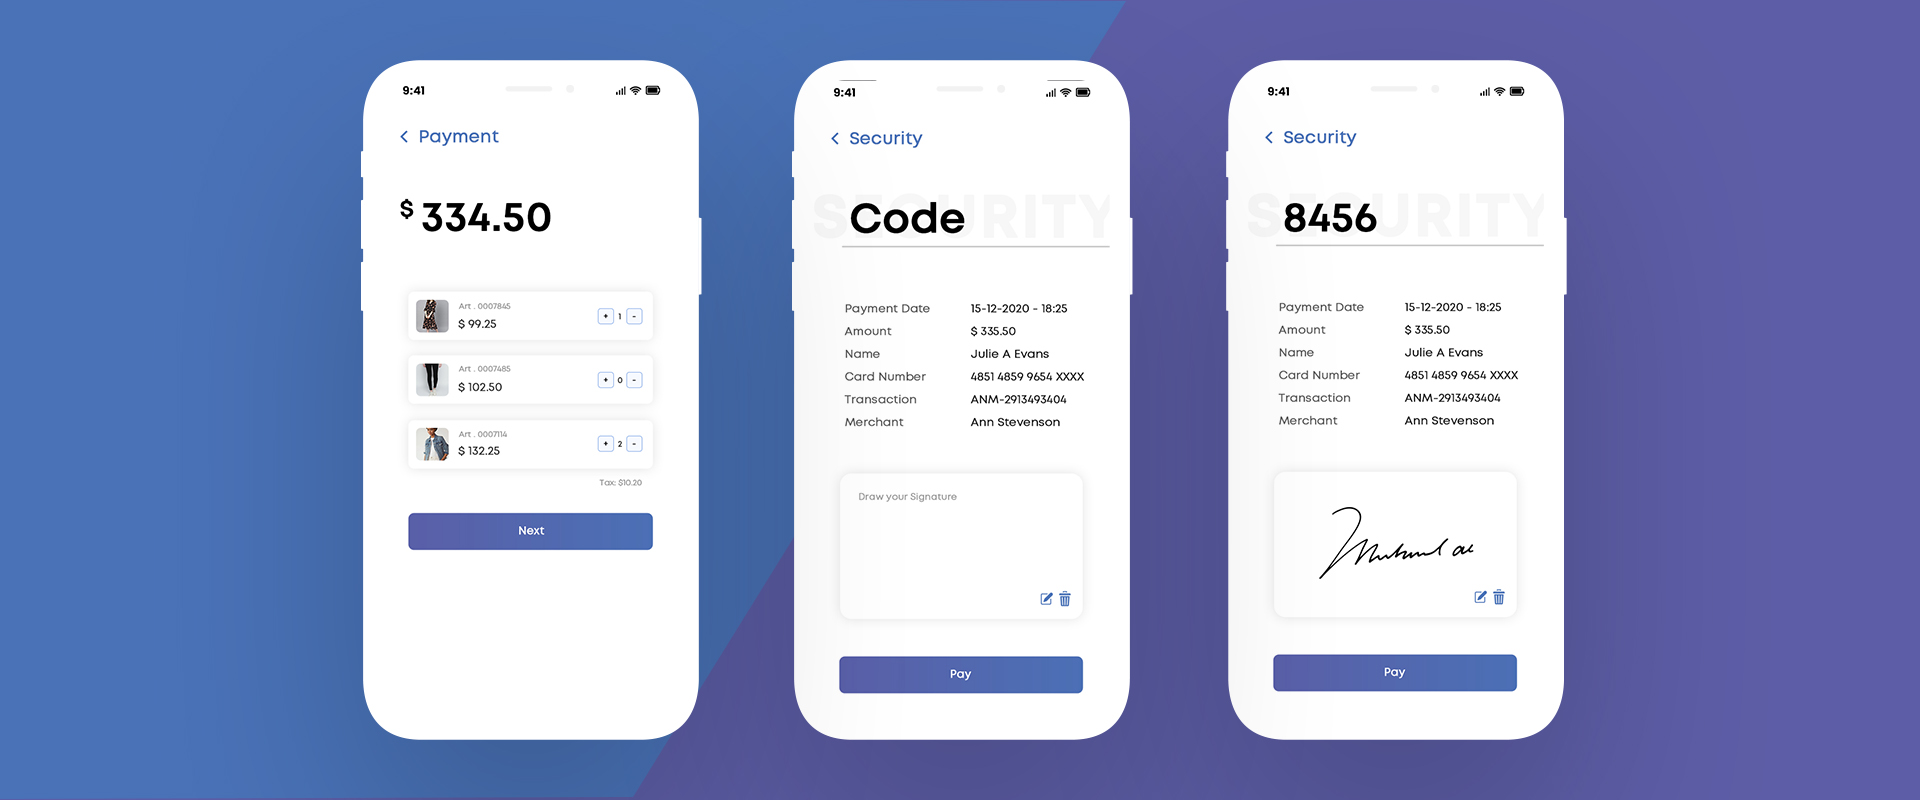 9:41
Payment
$ 334.50
Art . 0007845
$ 99.25
+ 1 -
Art . 0007485
$ 102.50
+ 0 -
Art . 0007114
$ 132.25
+ 2 -
Tax: $10.20
Next
9:41
Security
SECURITY
Code
Payment Date 15-12-2020 - 18:25
Amount $ 335.50
Name Julie A Evans
Card Number 4851 4859 9654 XXXX
Transaction ANM-2913493404
Merchant Ann Stevenson
Draw your Signature
Pay
9:41
Security
SECURITY
8456
Payment Date 15-12-2020 - 18:25
Amount $ 335.50
Name Julie A Evans
Card Number 4851 4859 9654 XXXX
Transaction ANM-2913493404
Merchant Ann Stevenson
Pay